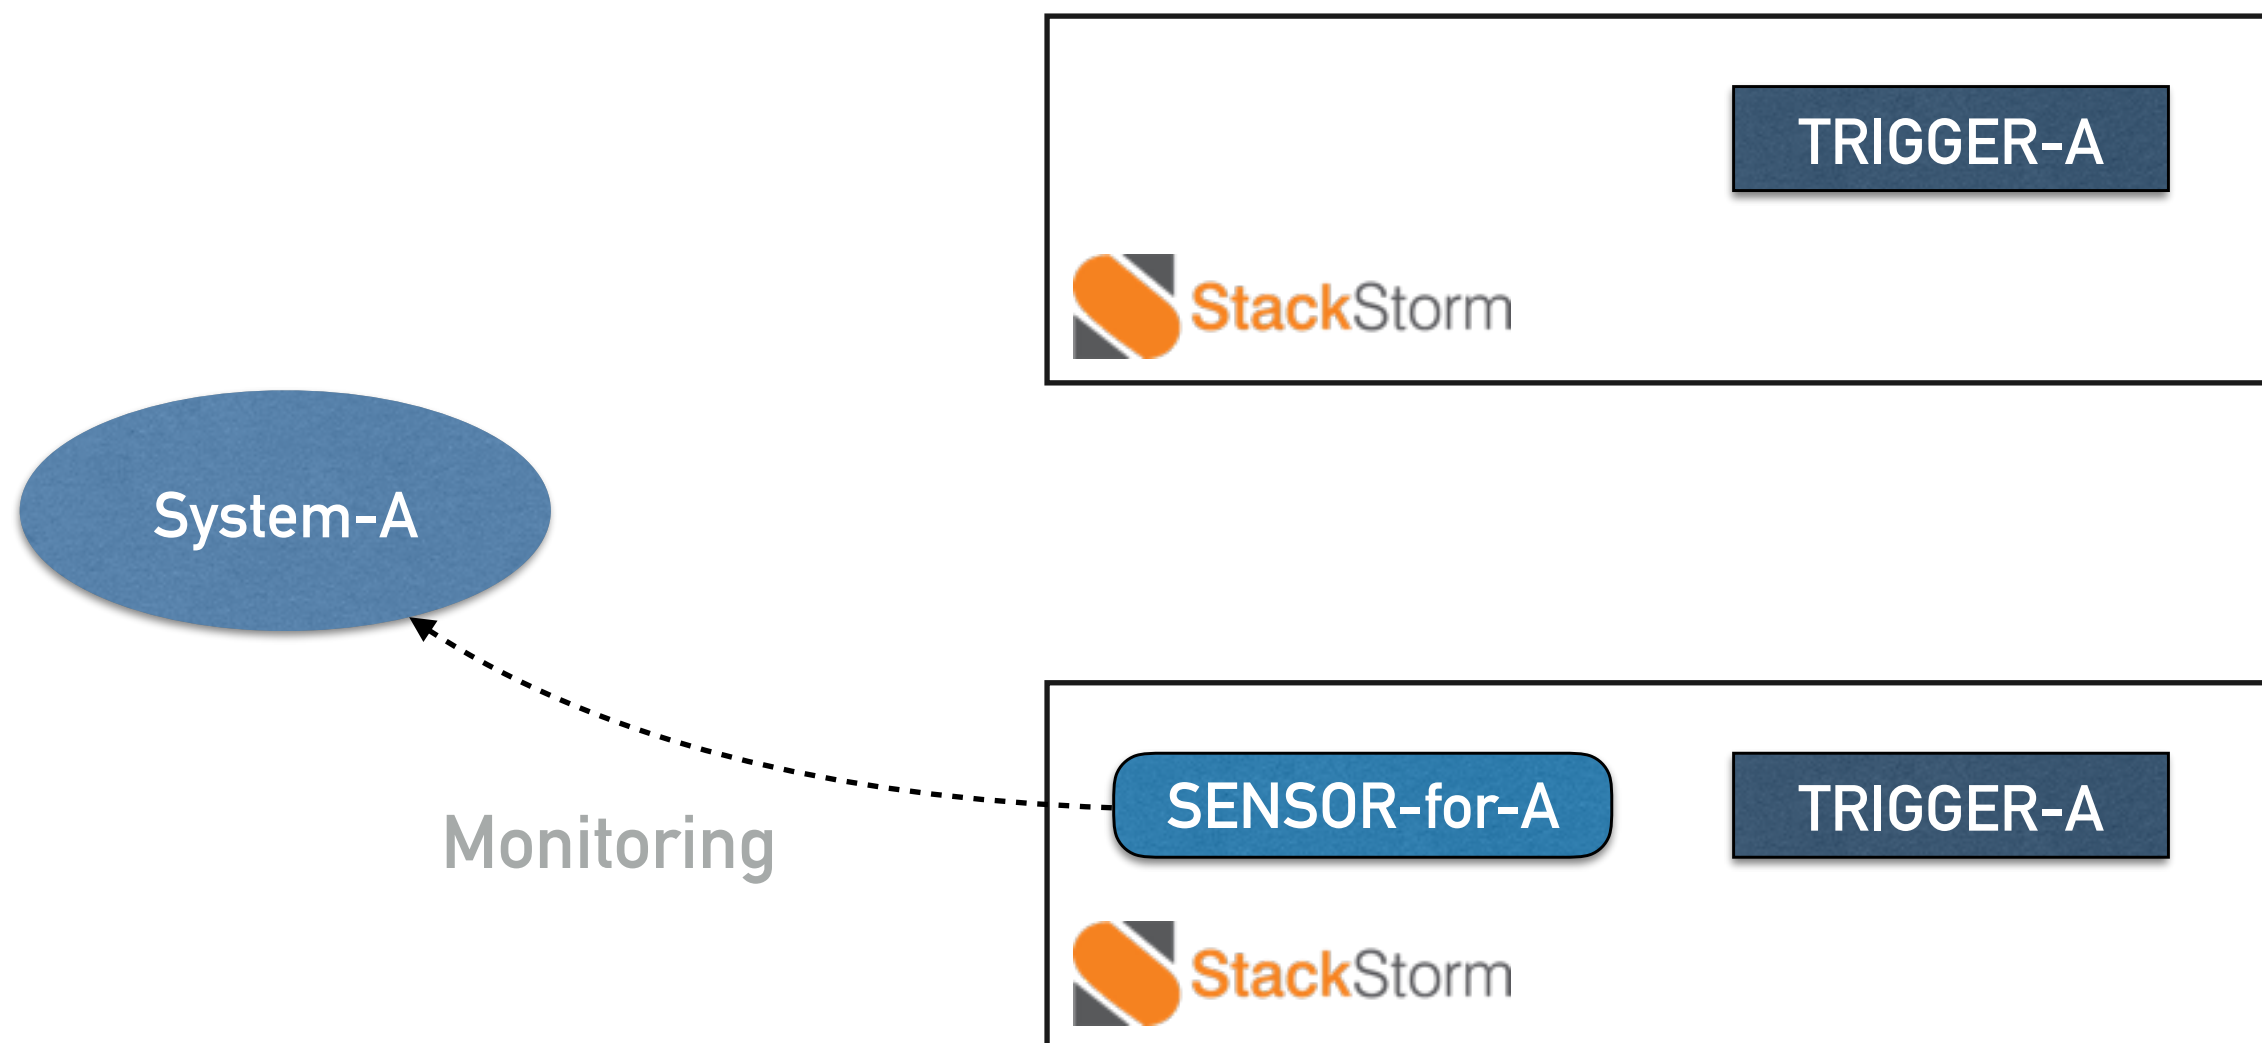 TRIGGER-A
StackStorm
System-A
SENSOR-for-A
TRIGGER-A
Monitoring
StackStorm